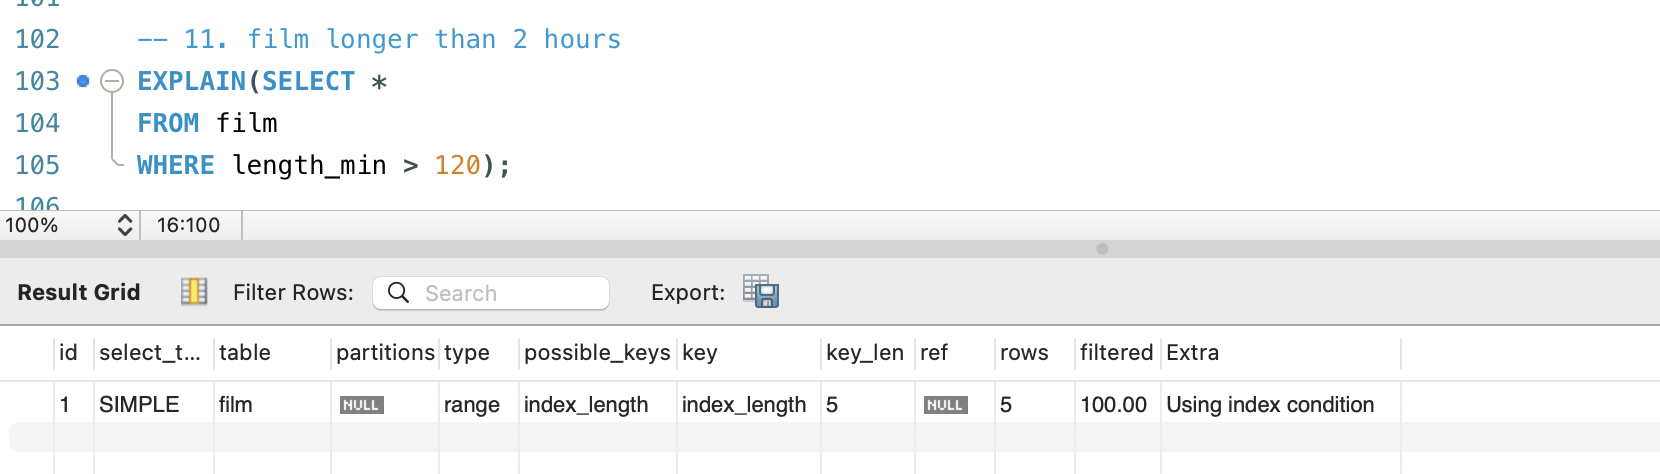 101
102 -- 11. film longer than 2 hours
103 EXPLAIN(SELECT *
104 FROM film
105 WHERE length_min > 120);
106
100% 16:100
Result Grid Filter Rows: Search Export:
id select_t... table partitions type possible_keys key key_len ref rows filtered Extra
1 SIMPLE film NULL range index_length index_length 5 NULL 5 100.00 Using index condition